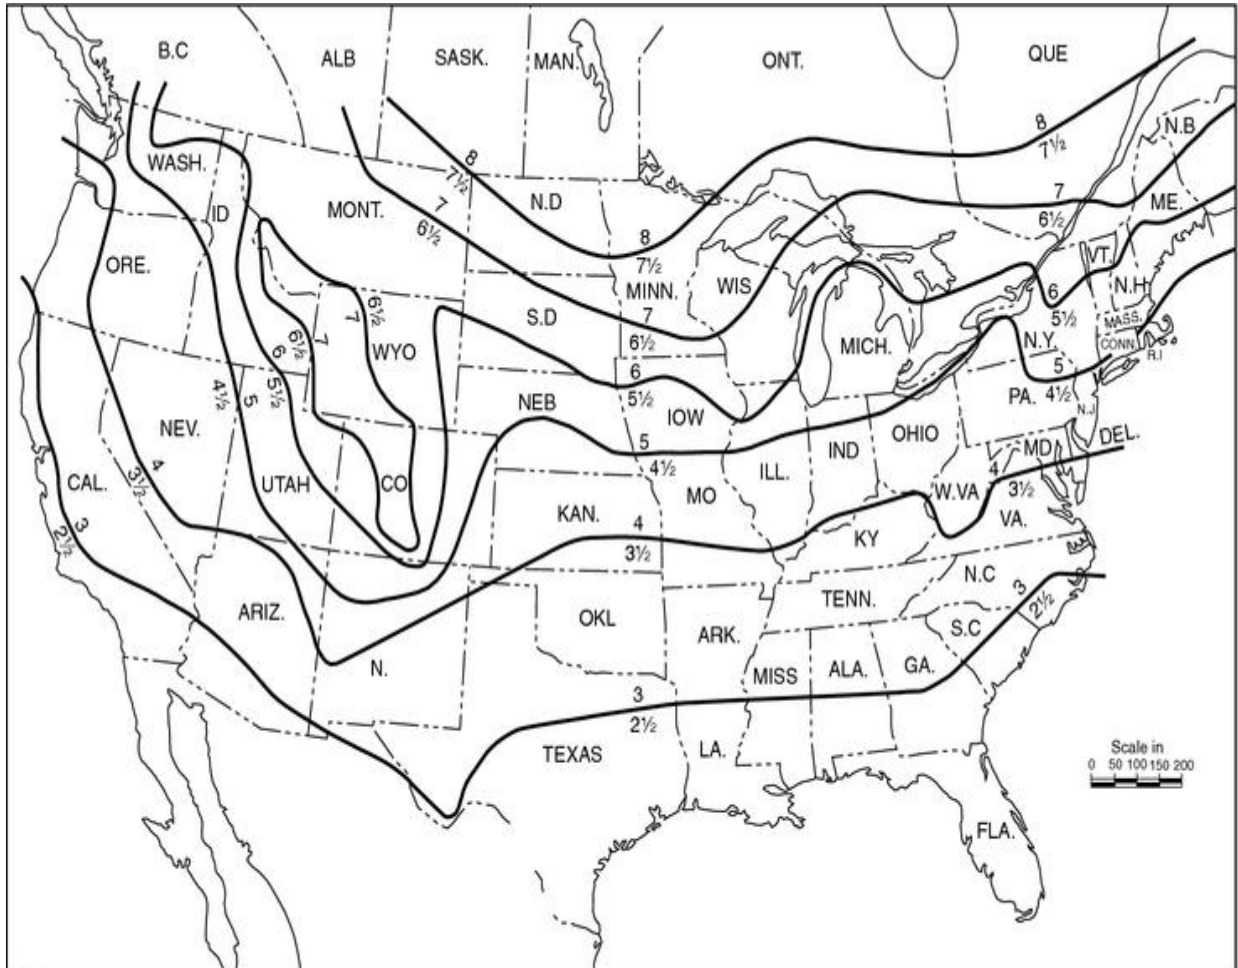 B.C
ALB
SASK.
MAN.
ONT.
QUE
N.B
8
7½
8
7½
WASH.
ID
MONT.
7
6½
N.D
8
7½
7
6½
ME.
ORE.
MINN.
WIS
VT.
N.H
6
5½
MASS.
CONN.
R.I
6½
7
S.D
7
6½
WYO
6½
7
6
5½
MICH.
N.Y.
5
4½
4½
5
NEB
6
5½
IOW
PA.
N.J
NEV.
OHIO
IND
ILL.
5
4½
MD
DEL.
4
3½
CAL.
UTAH
CO
MO
W.VA
4
3½
VA.
3
2½
KAN.
4
3½
KY
N.C
3
2½
ARIZ.
N.
OKL
ARK.
TENN.
S.C
MISS
ALA.
GA.
3
2½
TEXAS
LA.
Scale in
0 50 100 150 200
FLA.